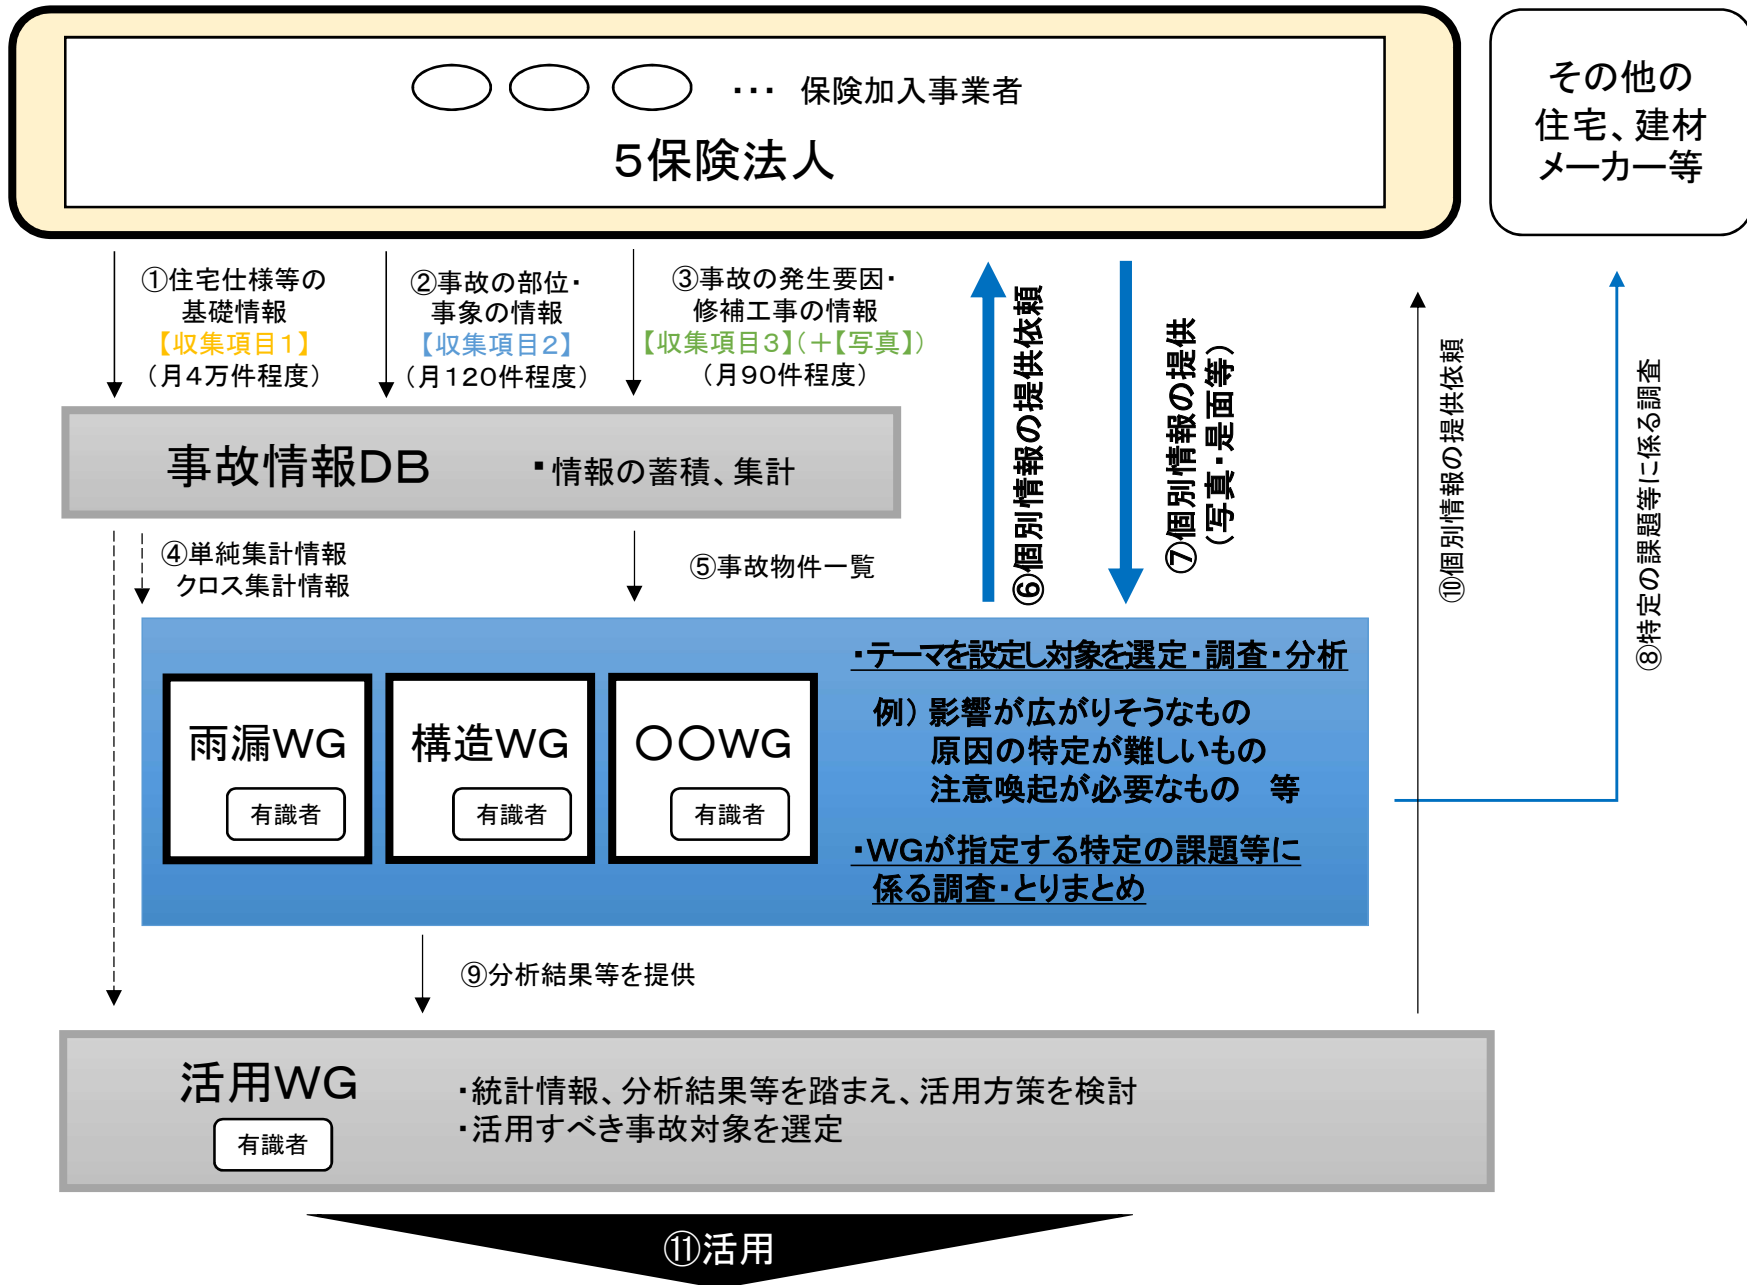 … 保険加入事業者
5保険法人
その他の
住宅、建材
メーカー等
①住宅仕様等の
基礎情報
【収集項目1】
（月4万件程度）
②事故の部位・
事象の情報
【収集項目2】
（月120件程度）
③事故の発生要因・
修補工事の情報
【収集項目3】(＋【写真】)
（月90件程度）
⑥個別情報の提供依頼
⑦個別情報の提供
（写真・是面等）
⑩個別情報の提供依頼
⑧特定の課題等に係る調査
事故情報DB ・情報の蓄積、集計
④単純集計情報
クロス集計情報
⑤事故物件一覧
雨漏WG
有識者
構造WG
有識者
〇〇WG
有識者
・テーマを設定し対象を選定・調査・分析
例）影響が広がりそうなもの
原因の特定が難しいもの
注意喚起が必要なもの　等
・WGが指定する特定の課題等に
係る調査・とりまとめ
⑨分析結果等を提供
活用WG
有識者
・統計情報、分析結果等を踏まえ、活用方策を検討
・活用すべき事故対象を選定
⑪活用